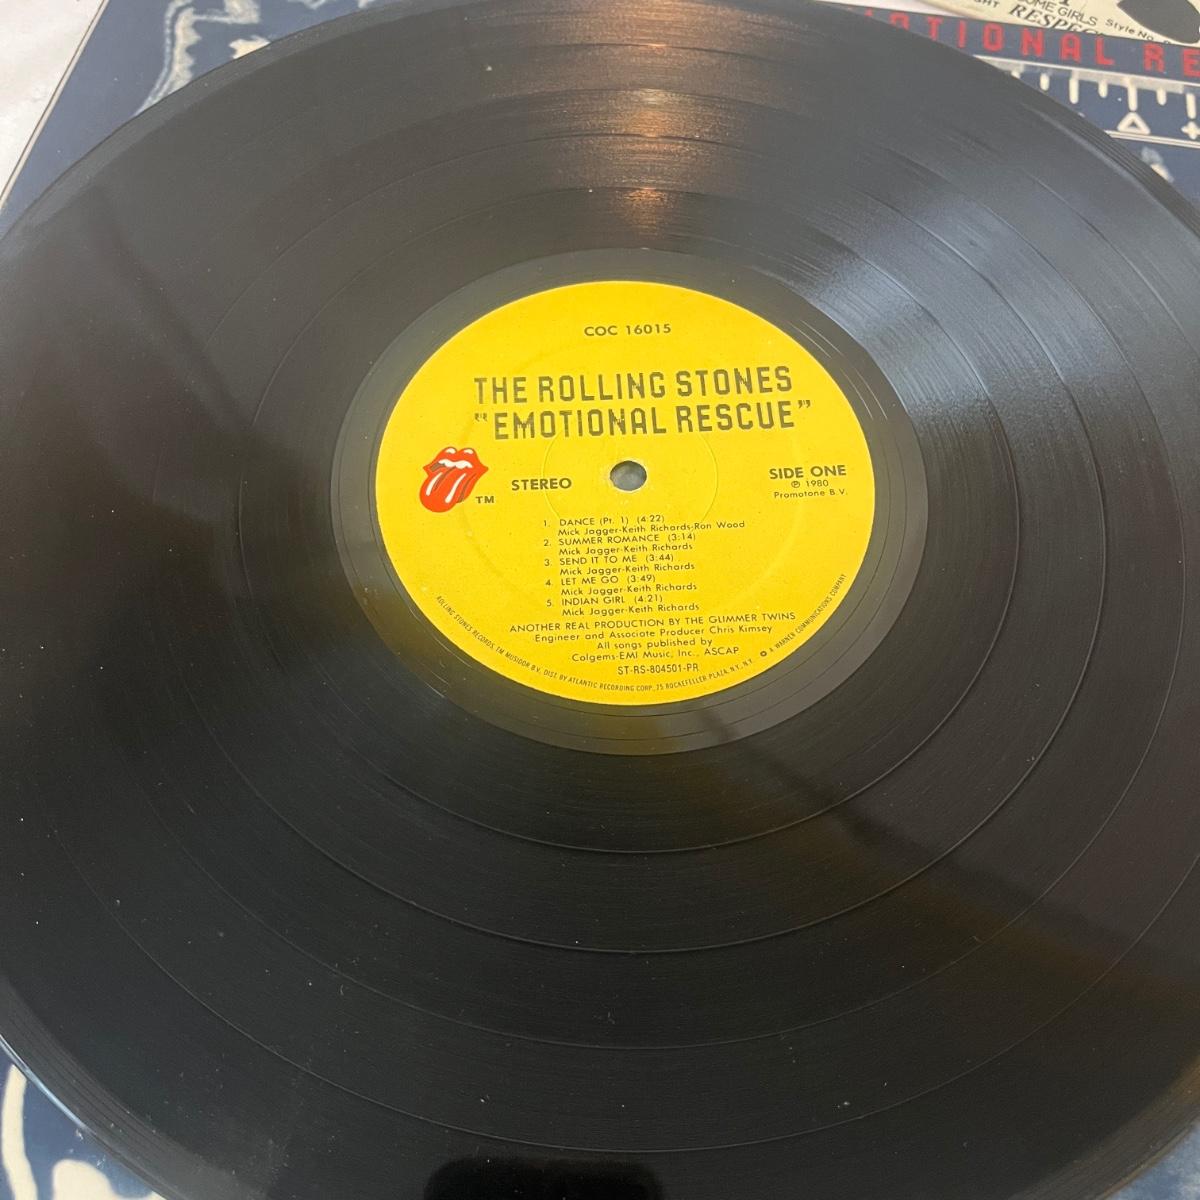 OME GIRLS Style No.
GHT
OTIONAL RE
COC 16015
THE ROLLING STONES
"EMOTIONAL RESCUE"
STEREO
TM
SIDE ONE
℗ 1980
Promotone B.V.
1. DANCE (Pt. 1) (4:22)
Mick Jagger-Keith Richards-Ron Wood
2. SUMMER ROMANCE (3:14)
Mick Jagger-Keith Richards
3. SEND IT TO ME (3:44)
Mick Jagger-Keith Richards
4. LET ME GO (3:49)
Mick Jagger-Keith Richards
5. INDIAN GIRL (4:21)
Mick Jagger-Keith Richards
ANOTHER REAL PRODUCTION BY THE GLIMMER TWINS
Engineer and Associate Producer Chris Kimsey
All songs published by
Colgems-EMI Music, Inc., ASCAP
ST-RS-804501-PR
ROLLING STONES RECORDS, TM MUSIDOR B.V. DIST. BY ATLANTIC RECORDING CORP., 75 ROCKEFELLER PLAZA, N.Y., N.Y. A WARNER COMMUNICATIONS COMPANY